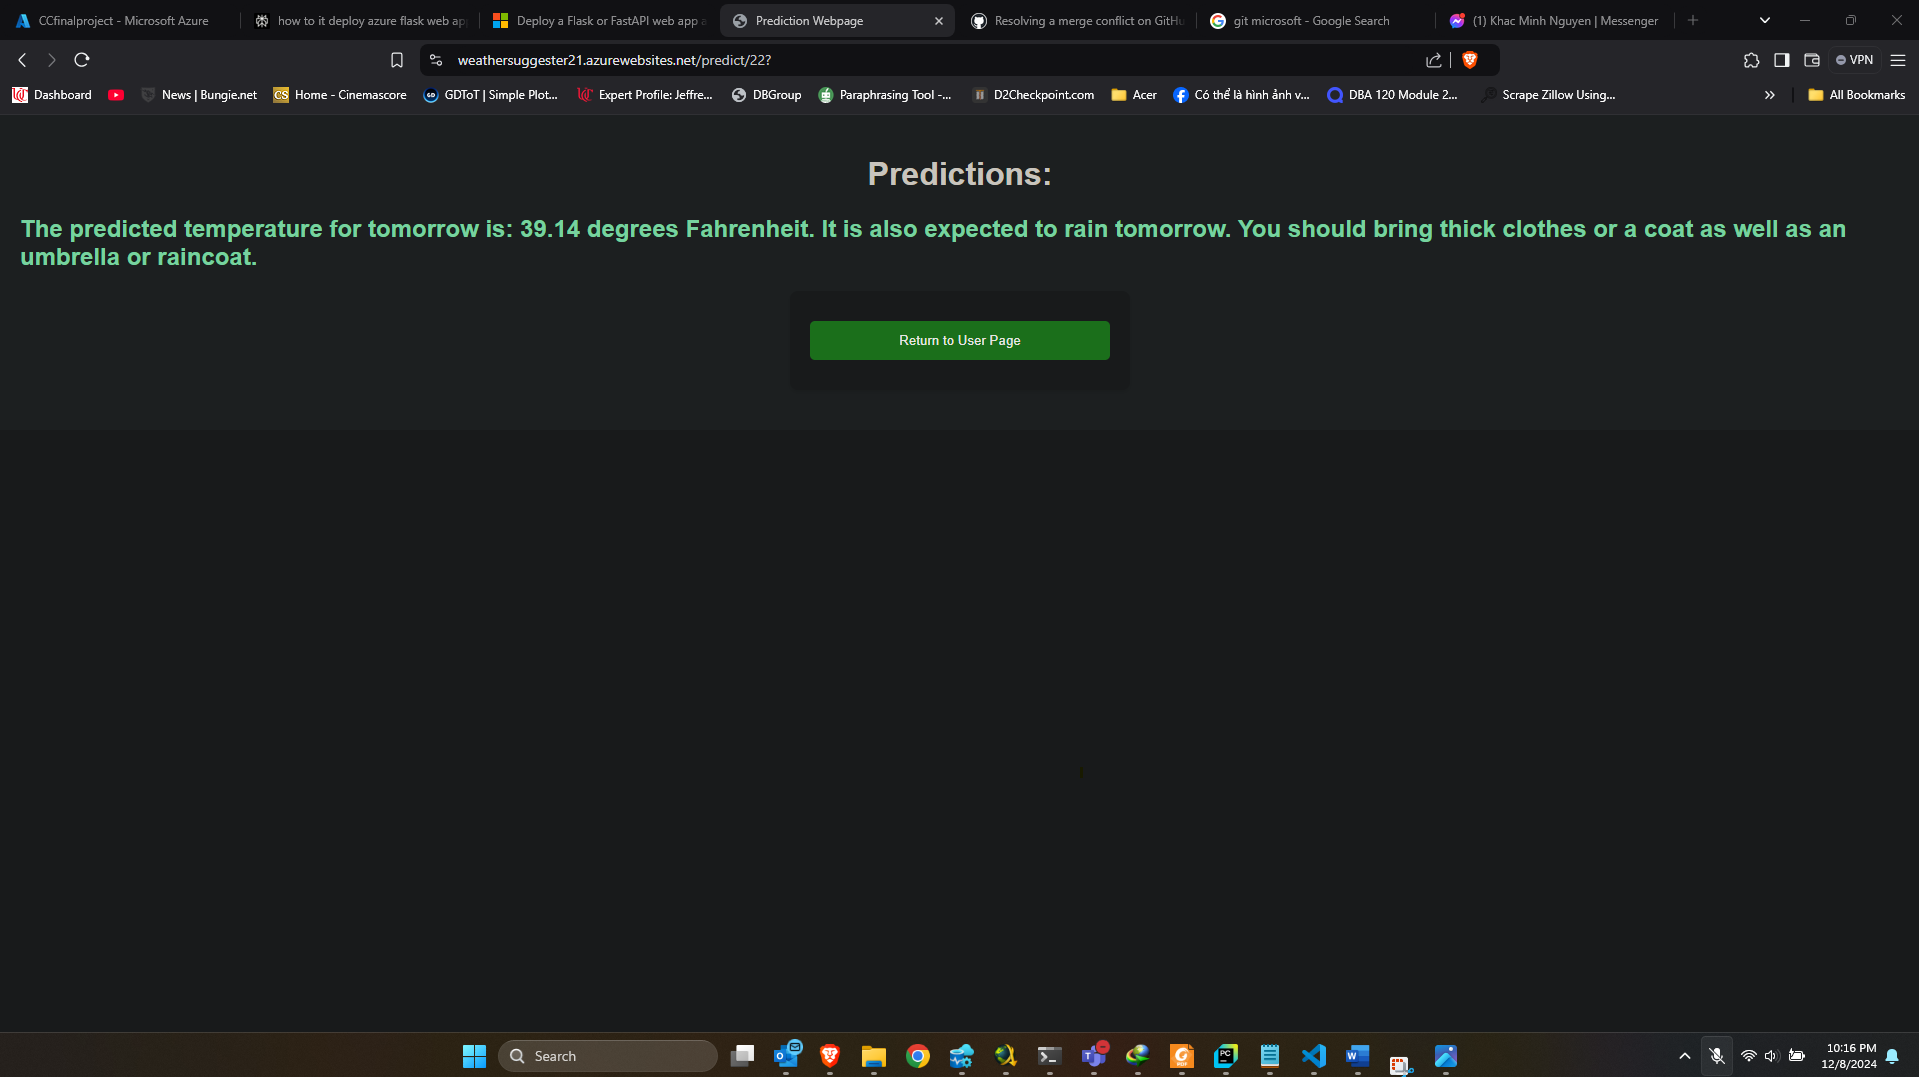 CCfinalproject - Microsoft Azure
how to it deploy azure flask web ap
Deploy a Flask or FastAPI web app a
Prediction Webpage
Resolving a merge conflict on GitHu
git microsoft - Google Search
(1) Khac Minh Nguyen | Messenger
weathersuggester21.azurewebsites.net/predict/22?
VPN
Dashboard
News | Bungie.net
CS
Home - Cinemascore
GD
GDToT | Simple Plot...
Expert Profile: Jeffre...
DBGroup
Paraphrasing Tool -...
D2Checkpoint.com
Acer
Có thể là hình ảnh v...
DBA 120 Module 2...
Scrape Zillow Using...
All Bookmarks
Predictions:
The predicted temperature for tomorrow is: 39.14 degrees Fahrenheit. It is also expected to rain tomorrow. You should bring thick clothes or a coat as well as an
umbrella or raincoat.
Return to User Page
Search
PC
10:16 PM
12/8/2024